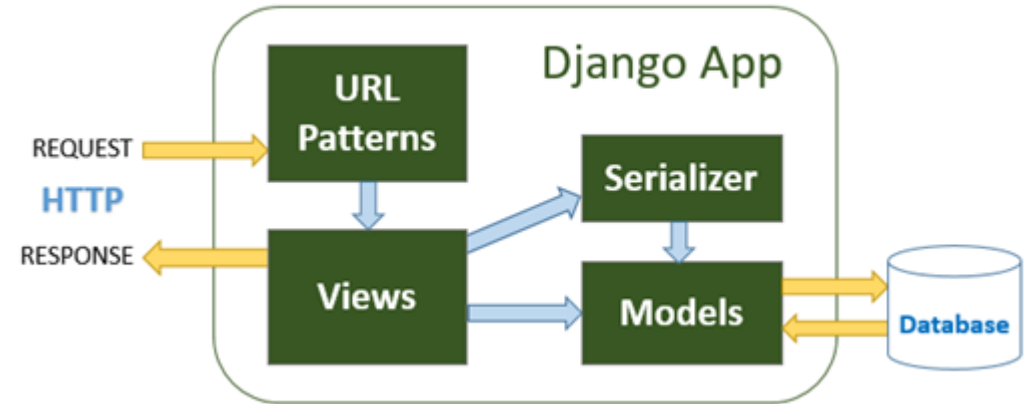 Django App
URL
Patterns
REQUEST
HTTP
RESPONSE
Serializer
Views
Models
Database